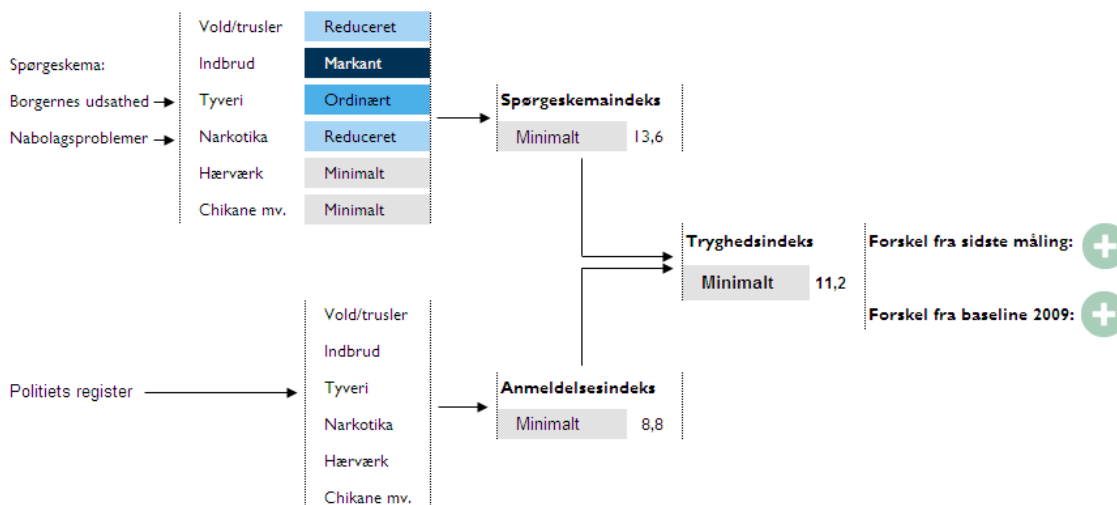 Vold/trusler Reduceret
Spørgeskema: Indbrud Markant
Borgernes udsathed Tyveri Ordinært Spørgeskemaindeks
Nabolagsproblemer Narkotika Reduceret Minimalt 13,6
Hærværk Minimalt
Chikane mv. Minimalt
Tryghedsindeks Forskel fra sidste måling: +
Minimalt 11,2
Forskel fra baseline 2009: +
Vold/trusler
Indbrud
Politiets register Tyveri Anmeldelsesindeks
Narkotika Minimalt 8,8
Hærværk
Chikane mv.